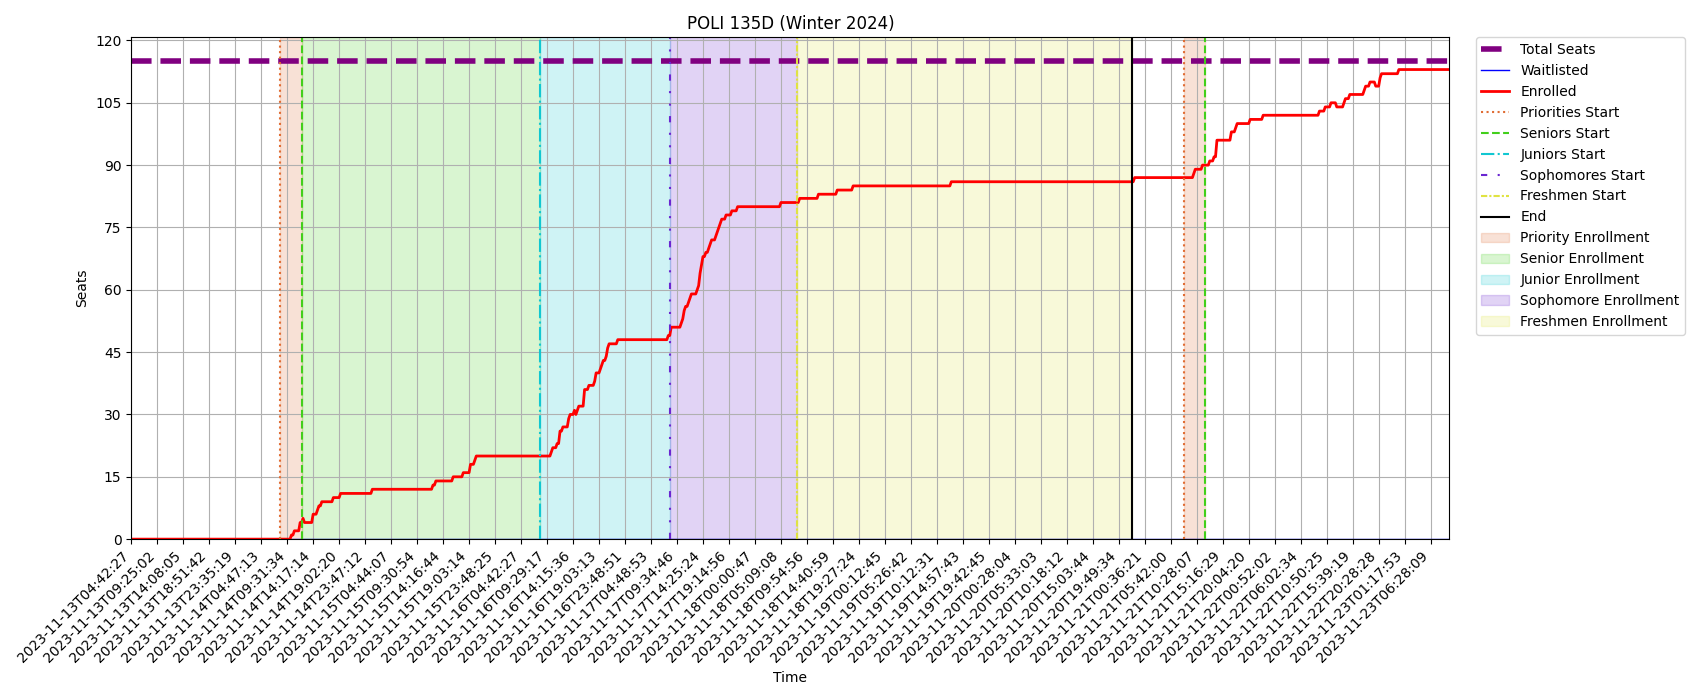 POLI 135D (Winter 2024)
120
105
90
75
60
45
30
15
0
Seats
2023-11-13T04:42:27
2023-11-13T09:25:02
2023-11-13T14:08:05
2023-11-13T18:51:42
2023-11-13T23:35:19
2023-11-14T04:47:13
2023-11-14T09:31:34
2023-11-14T14:17:14
2023-11-14T19:02:20
2023-11-14T23:47:12
2023-11-15T04:44:07
2023-11-15T09:30:54
2023-11-15T14:16:44
2023-11-15T19:03:14
2023-11-15T23:48:25
2023-11-16T04:42:27
2023-11-16T09:29:17
2023-11-16T14:15:36
2023-11-16T19:03:13
2023-11-16T23:48:51
2023-11-17T04:48:53
2023-11-17T09:34:46
2023-11-17T14:25:24
2023-11-17T19:14:56
2023-11-18T00:00:47
2023-11-18T05:09:08
2023-11-18T09:54:56
2023-11-18T14:40:59
2023-11-18T19:27:24
2023-11-19T00:12:45
2023-11-19T05:26:42
2023-11-19T10:12:31
2023-11-19T14:57:43
2023-11-19T19:42:45
2023-11-20T00:28:04
2023-11-20T05:33:03
2023-11-20T10:18:12
2023-11-20T15:03:44
2023-11-20T19:49:34
2023-11-21T00:36:21
2023-11-21T05:42:00
2023-11-21T10:28:07
2023-11-21T15:16:29
2023-11-21T20:04:20
2023-11-22T00:52:02
2023-11-22T06:02:34
2023-11-22T10:50:25
2023-11-22T15:39:19
2023-11-22T20:28:28
2023-11-23T01:17:53
2023-11-23T06:28:09
Time
Total Seats
Waitlisted
Enrolled
Priorities Start
Seniors Start
Juniors Start
Sophomores Start
Freshmen Start
End
Priority Enrollment
Senior Enrollment
Junior Enrollment
Sophomore Enrollment
Freshmen Enrollment